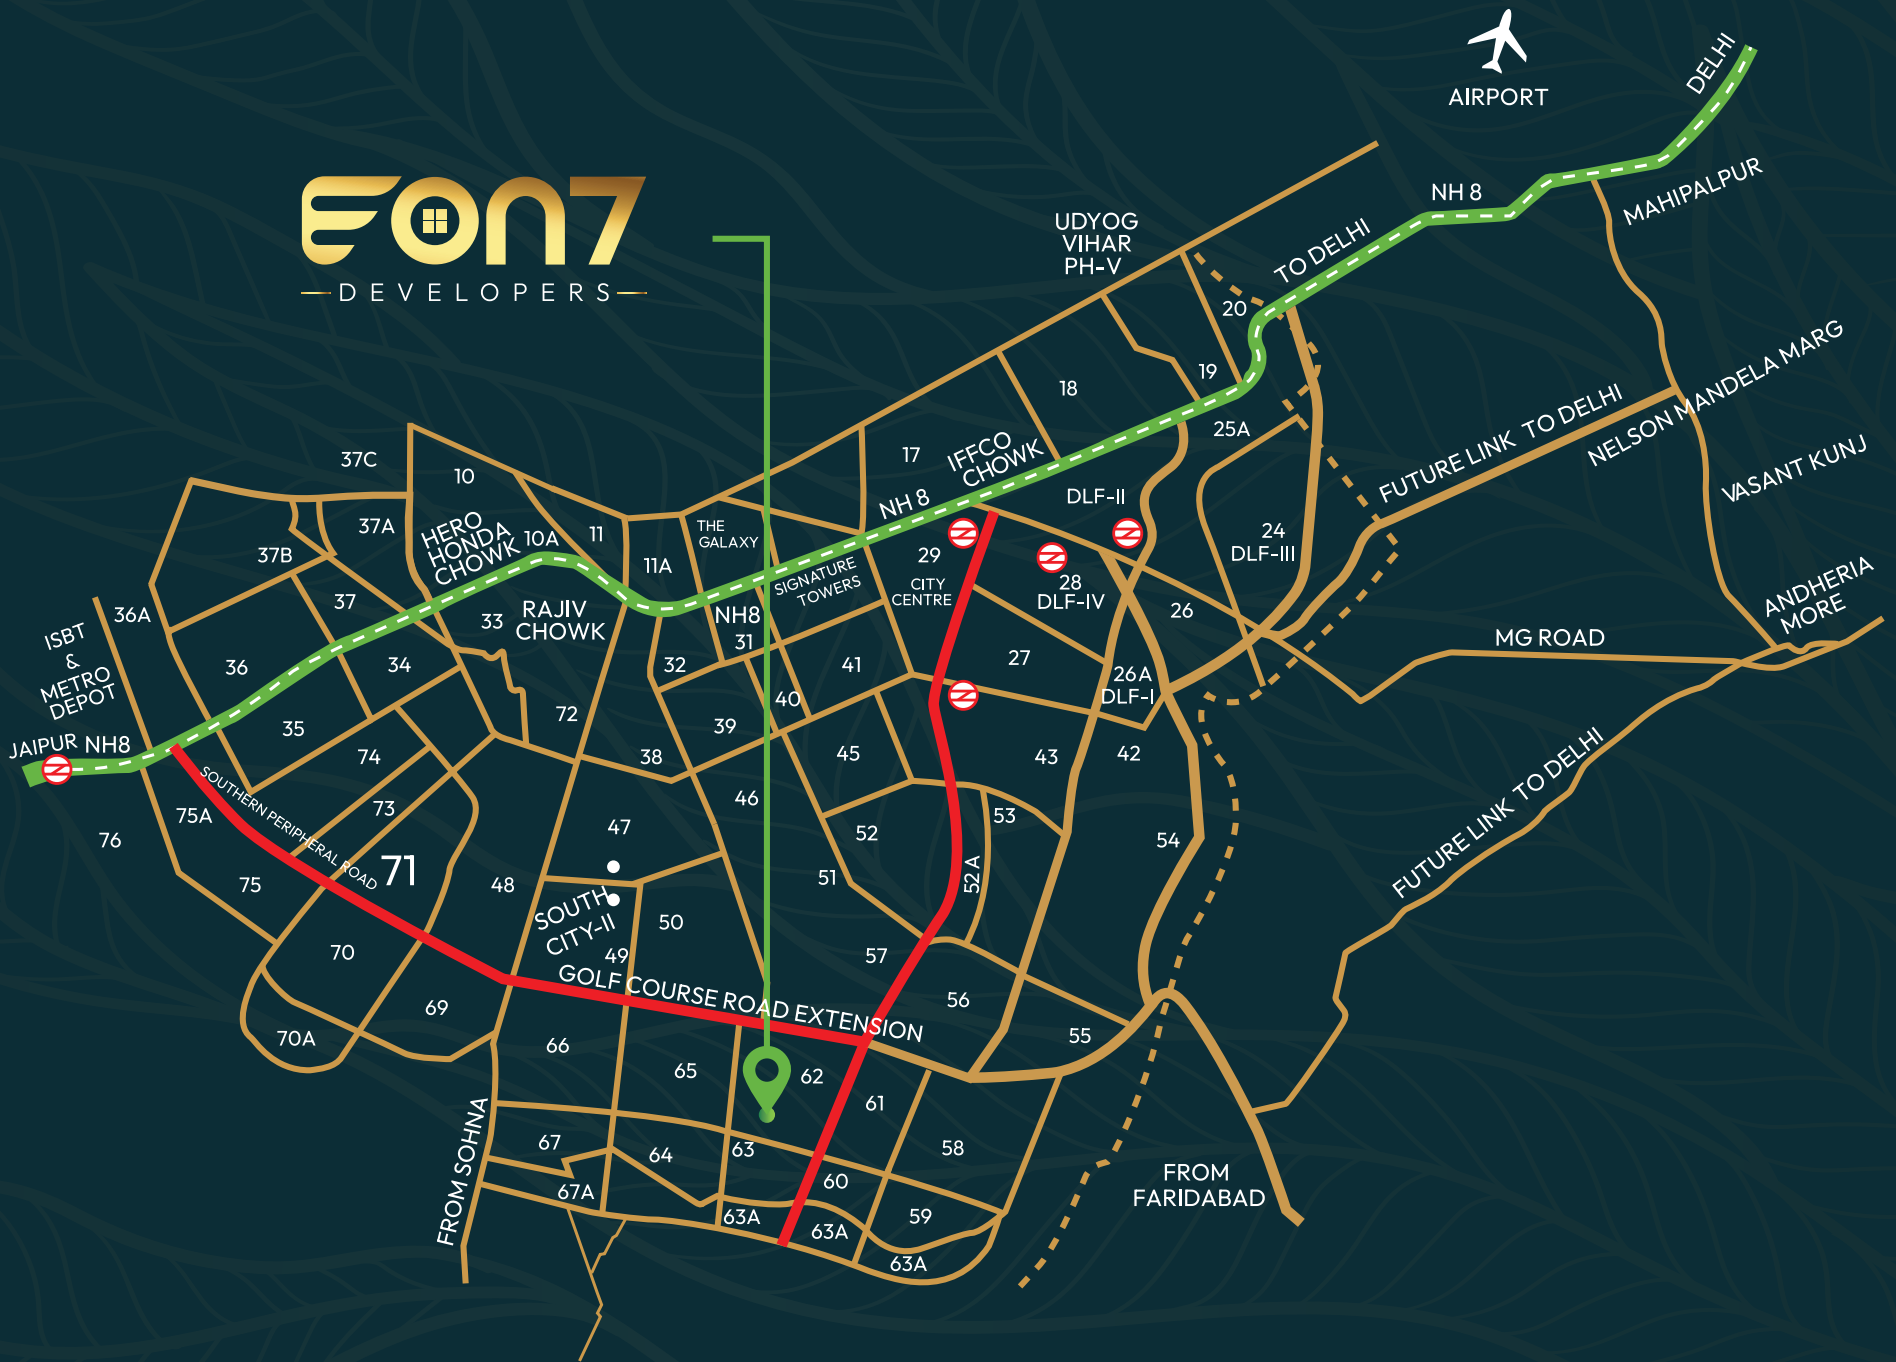 AIRPORT
DELHI
MAHIPALPUR
NH 8
TO DELHI
UDYOG
VIHAR
PH-V
EON7
DEVELOPERS
20
19
18
17
25A
IFFCO
CHOWK
NH 8
DLF-II
FUTURE LINK TO DELHI
NELSON MANDELA MARG
VASANT KUNJ
ANDHERIA
MORE
MG ROAD
37C
10
37A
37B
HERO
HONDA
CHOWK
10A
11
11A
THE
GALAXY
SIGNATURE
TOWERS
29
CITY
CENTRE
28
DLF-IV
24
DLF-III
26
37
33
RAJIV
CHOWK
NH8
31
36A
ISBT
&
METRO
DEPOT
36
34
32
41
27
26A
DLF-I
40
35
72
39
38
45
43
42
JAIPUR NH8
74
SOUTHERN PERIPHERAL ROAD
75A
73
76
71
75
48
47
46
52
51
53
52 A
54
FUTURE LINK TO DELHI
SOUTH
CITY-II
50
49
70
57
GOLF COURSE ROAD EXTENSION
69
70A
56
55
66
65
62
61
58
67
64
63
60
67A
63A
63A
59
63A
FROM SOHNA
FROM
FARIDABAD